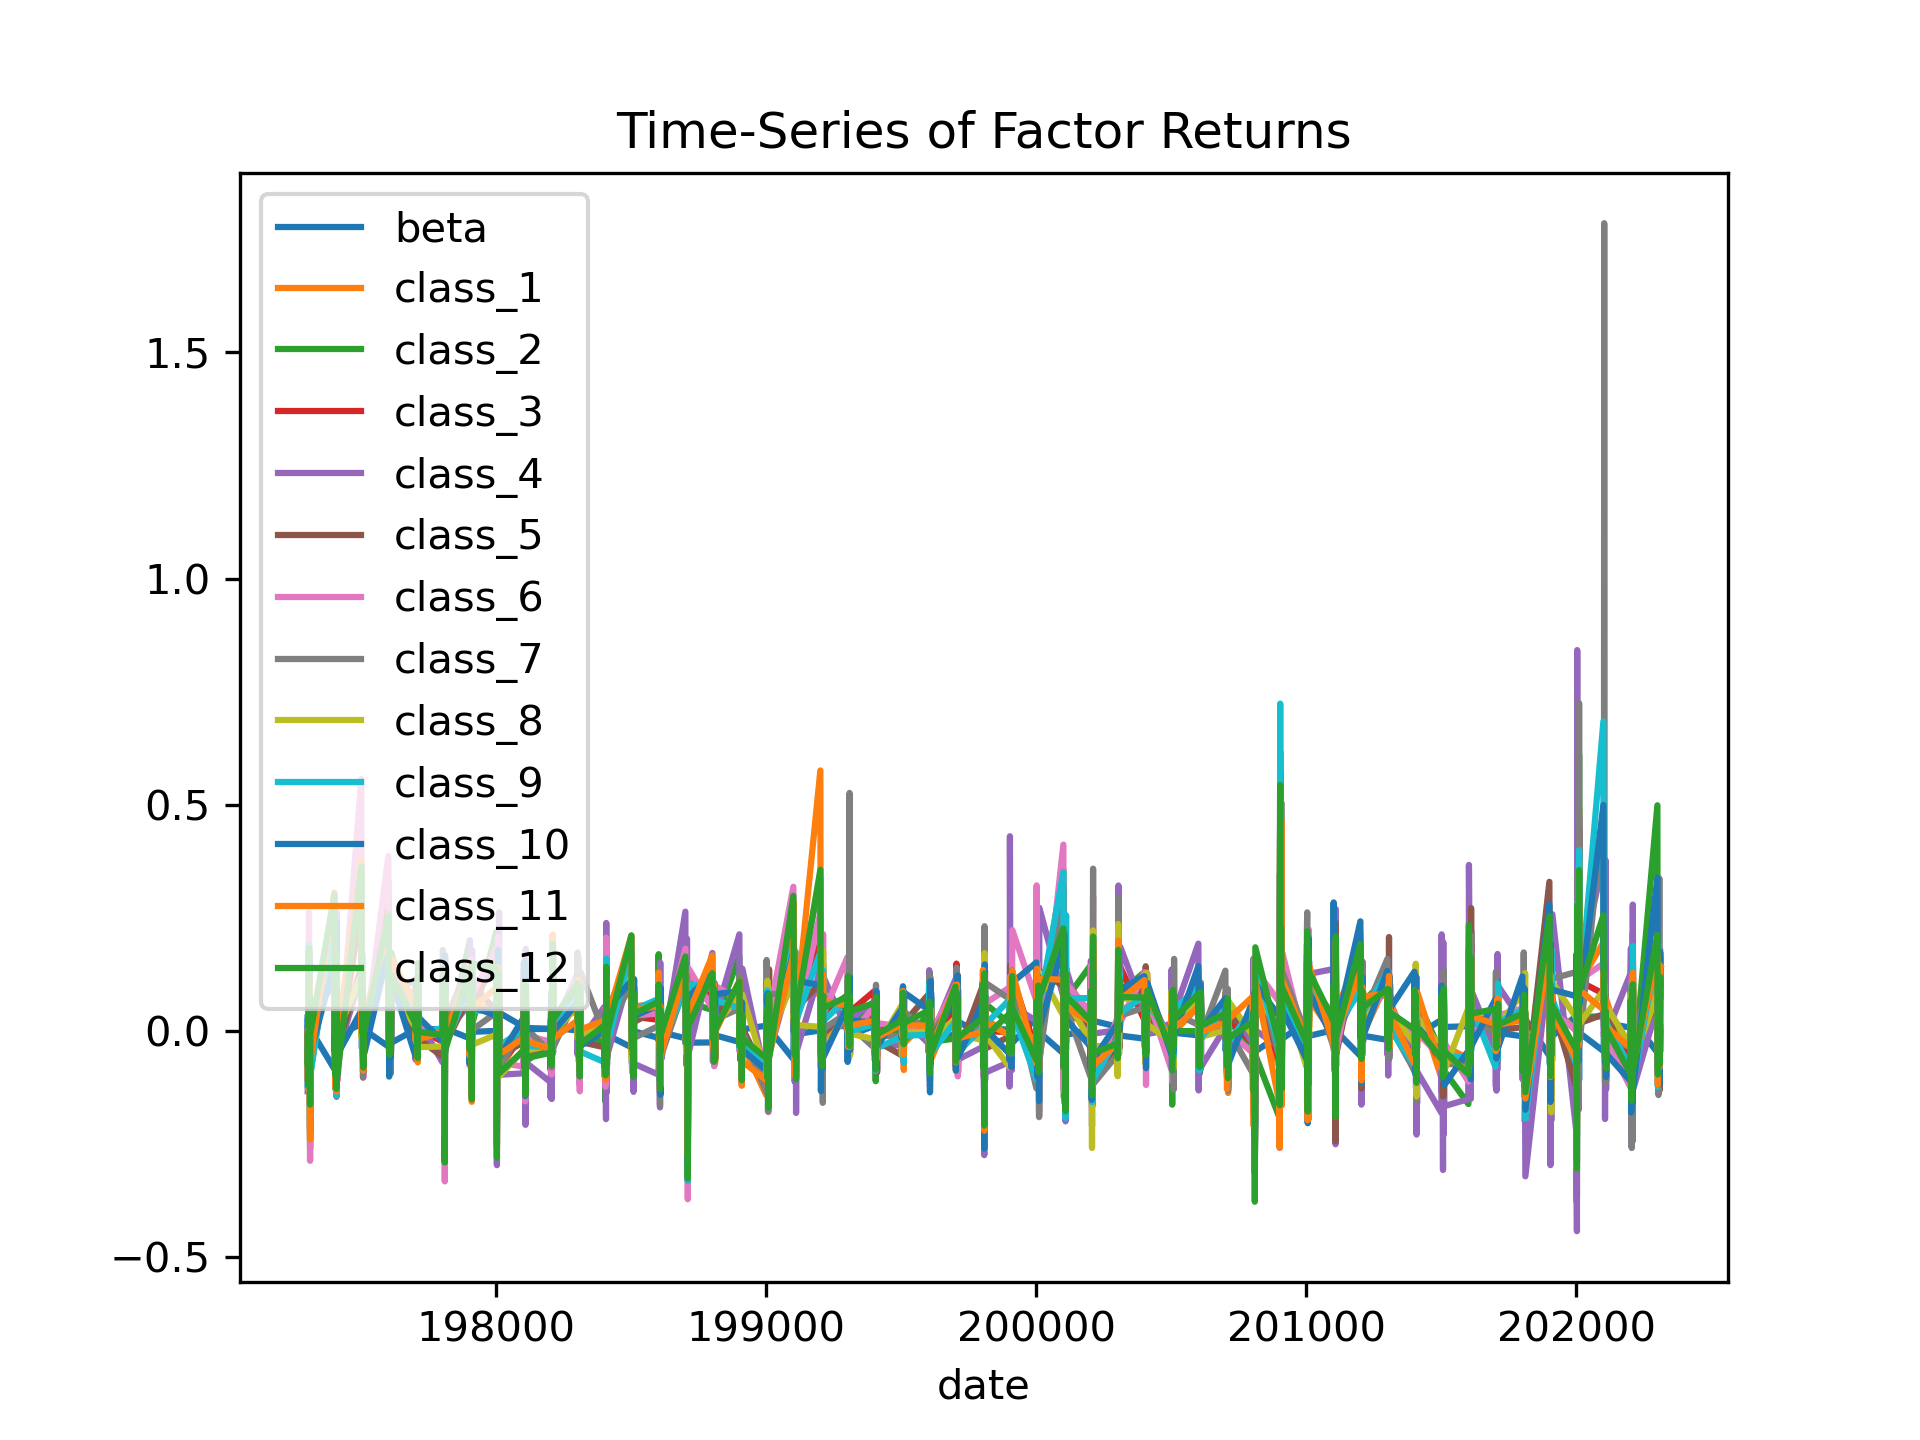 Time-Series of Factor Returns
beta
class_1
class_2
class_3
class_4
class_5
class_6
class_7
class_8
class_9
class_10
class_11
class_12
1.5
1.0
0.5
0.0
−0.5
198000 199000 200000 201000 202000
date